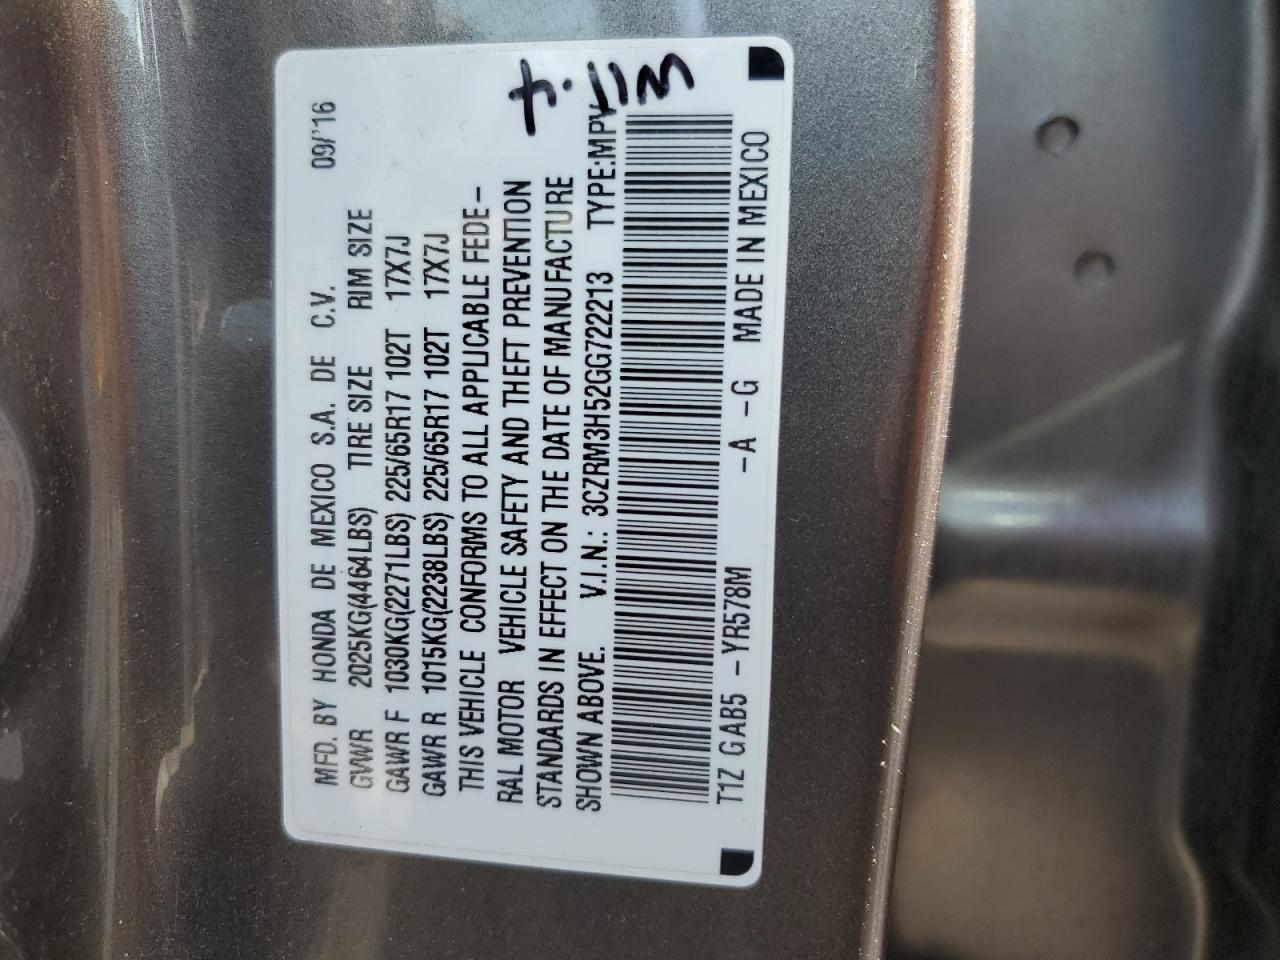 MFD. BY HONDA DE MEXICO S.A. DE C.V. 09/'16
GVWR 2025KG(4464LBS) TIRE SIZE RIM SIZE
GAWR F 1030KG(2271LBS) 225/65R17 102T 17X7J
GAWR R 1015KG(2238LBS) 225/65R17 102T 17X7J
THIS VEHICLE CONFORMS TO ALL APPLICABLE FEDE-
RAL MOTOR VEHICLE SAFETY AND THEFT PREVENTION
STANDARDS IN EFFECT ON THE DATE OF MANUFACTURE
SHOWN ABOVE. V.I.N.: 3CZRM3H52GG722213 TYPE:MPV
T1Z GAB5 -YR578M -A -G MADE IN MEXICO